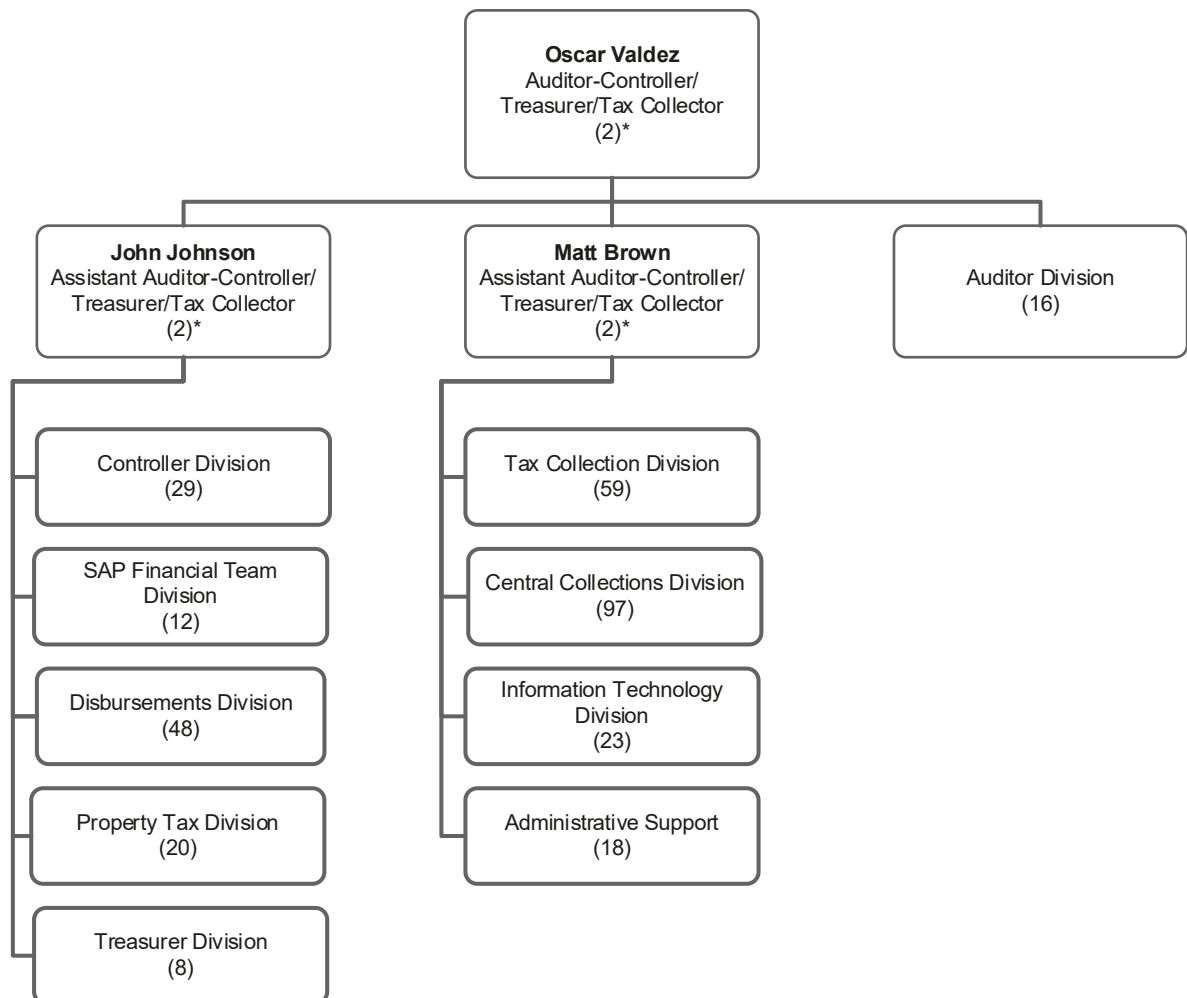 Oscar Valdez
Auditor-Controller/
Treasurer/Tax Collector
(2)*
John Johnson
Assistant Auditor-Controller/
Treasurer/Tax Collector
(2)*
Matt Brown
Assistant Auditor-Controller/
Treasurer/Tax Collector
(2)*
Auditor Division
(16)
Controller Division
(29)
SAP Financial Team
Division
(12)
Disbursements Division
(48)
Property Tax Division
(20)
Treasurer Division
(8)
Tax Collection Division
(59)
Central Collections Division
(97)
Information Technology
Division
(23)
Administrative Support
(18)